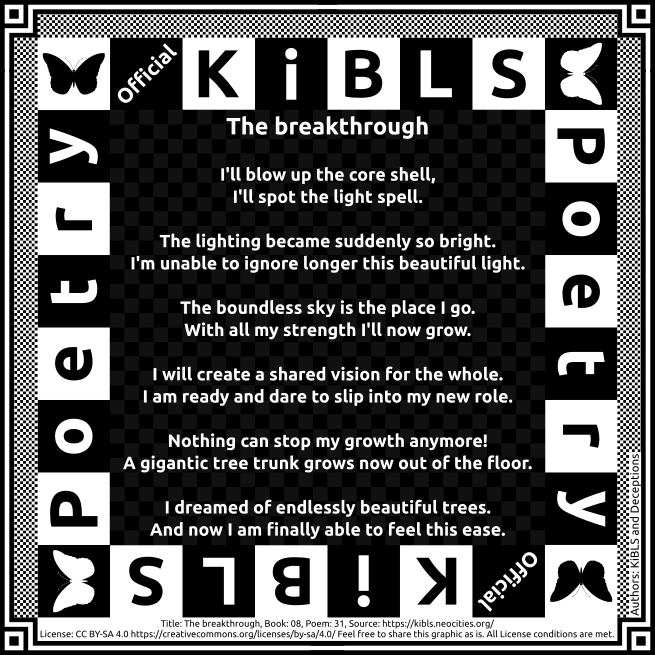 Official KiBLS
Poetry
Poetry
The breakthrough
I'll blow up the core shell,
I'll spot the light spell.
The lighting became suddenly so bright.
I'm unable to ignore longer this beautiful light.
The boundless sky is the place I go.
With all my strength I'll now grow.
I will create a shared vision for the whole.
I am ready and dare to slip into my new role.
Nothing can stop my growth anymore!
A gigantic tree trunk grows now out of the floor.
I dreamed of endlessly beautiful trees.
And now I am finally able to feel this ease.
Official KiBLS
Authors: KiBLS and Deceptions
Title: The breakthrough, Book: 08, Poem: 31, Source: https://kibls.neocities.org/
License: CC BY-SA 4.0 https://creativecommons.org/licenses/by-sa/4.0/ Feel free to share this graphic as is. All License conditions are met.